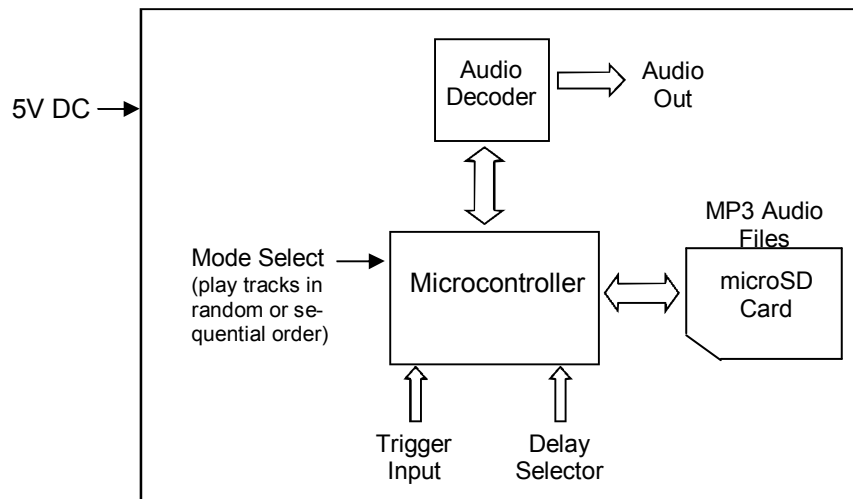 Audio
Decoder
Audio
Out
5V DC
MP3 Audio
Files
Mode Select
(play tracks in
random or se-
quential order)
Microcontroller
microSD
Card
Trigger
Input
Delay
Selector